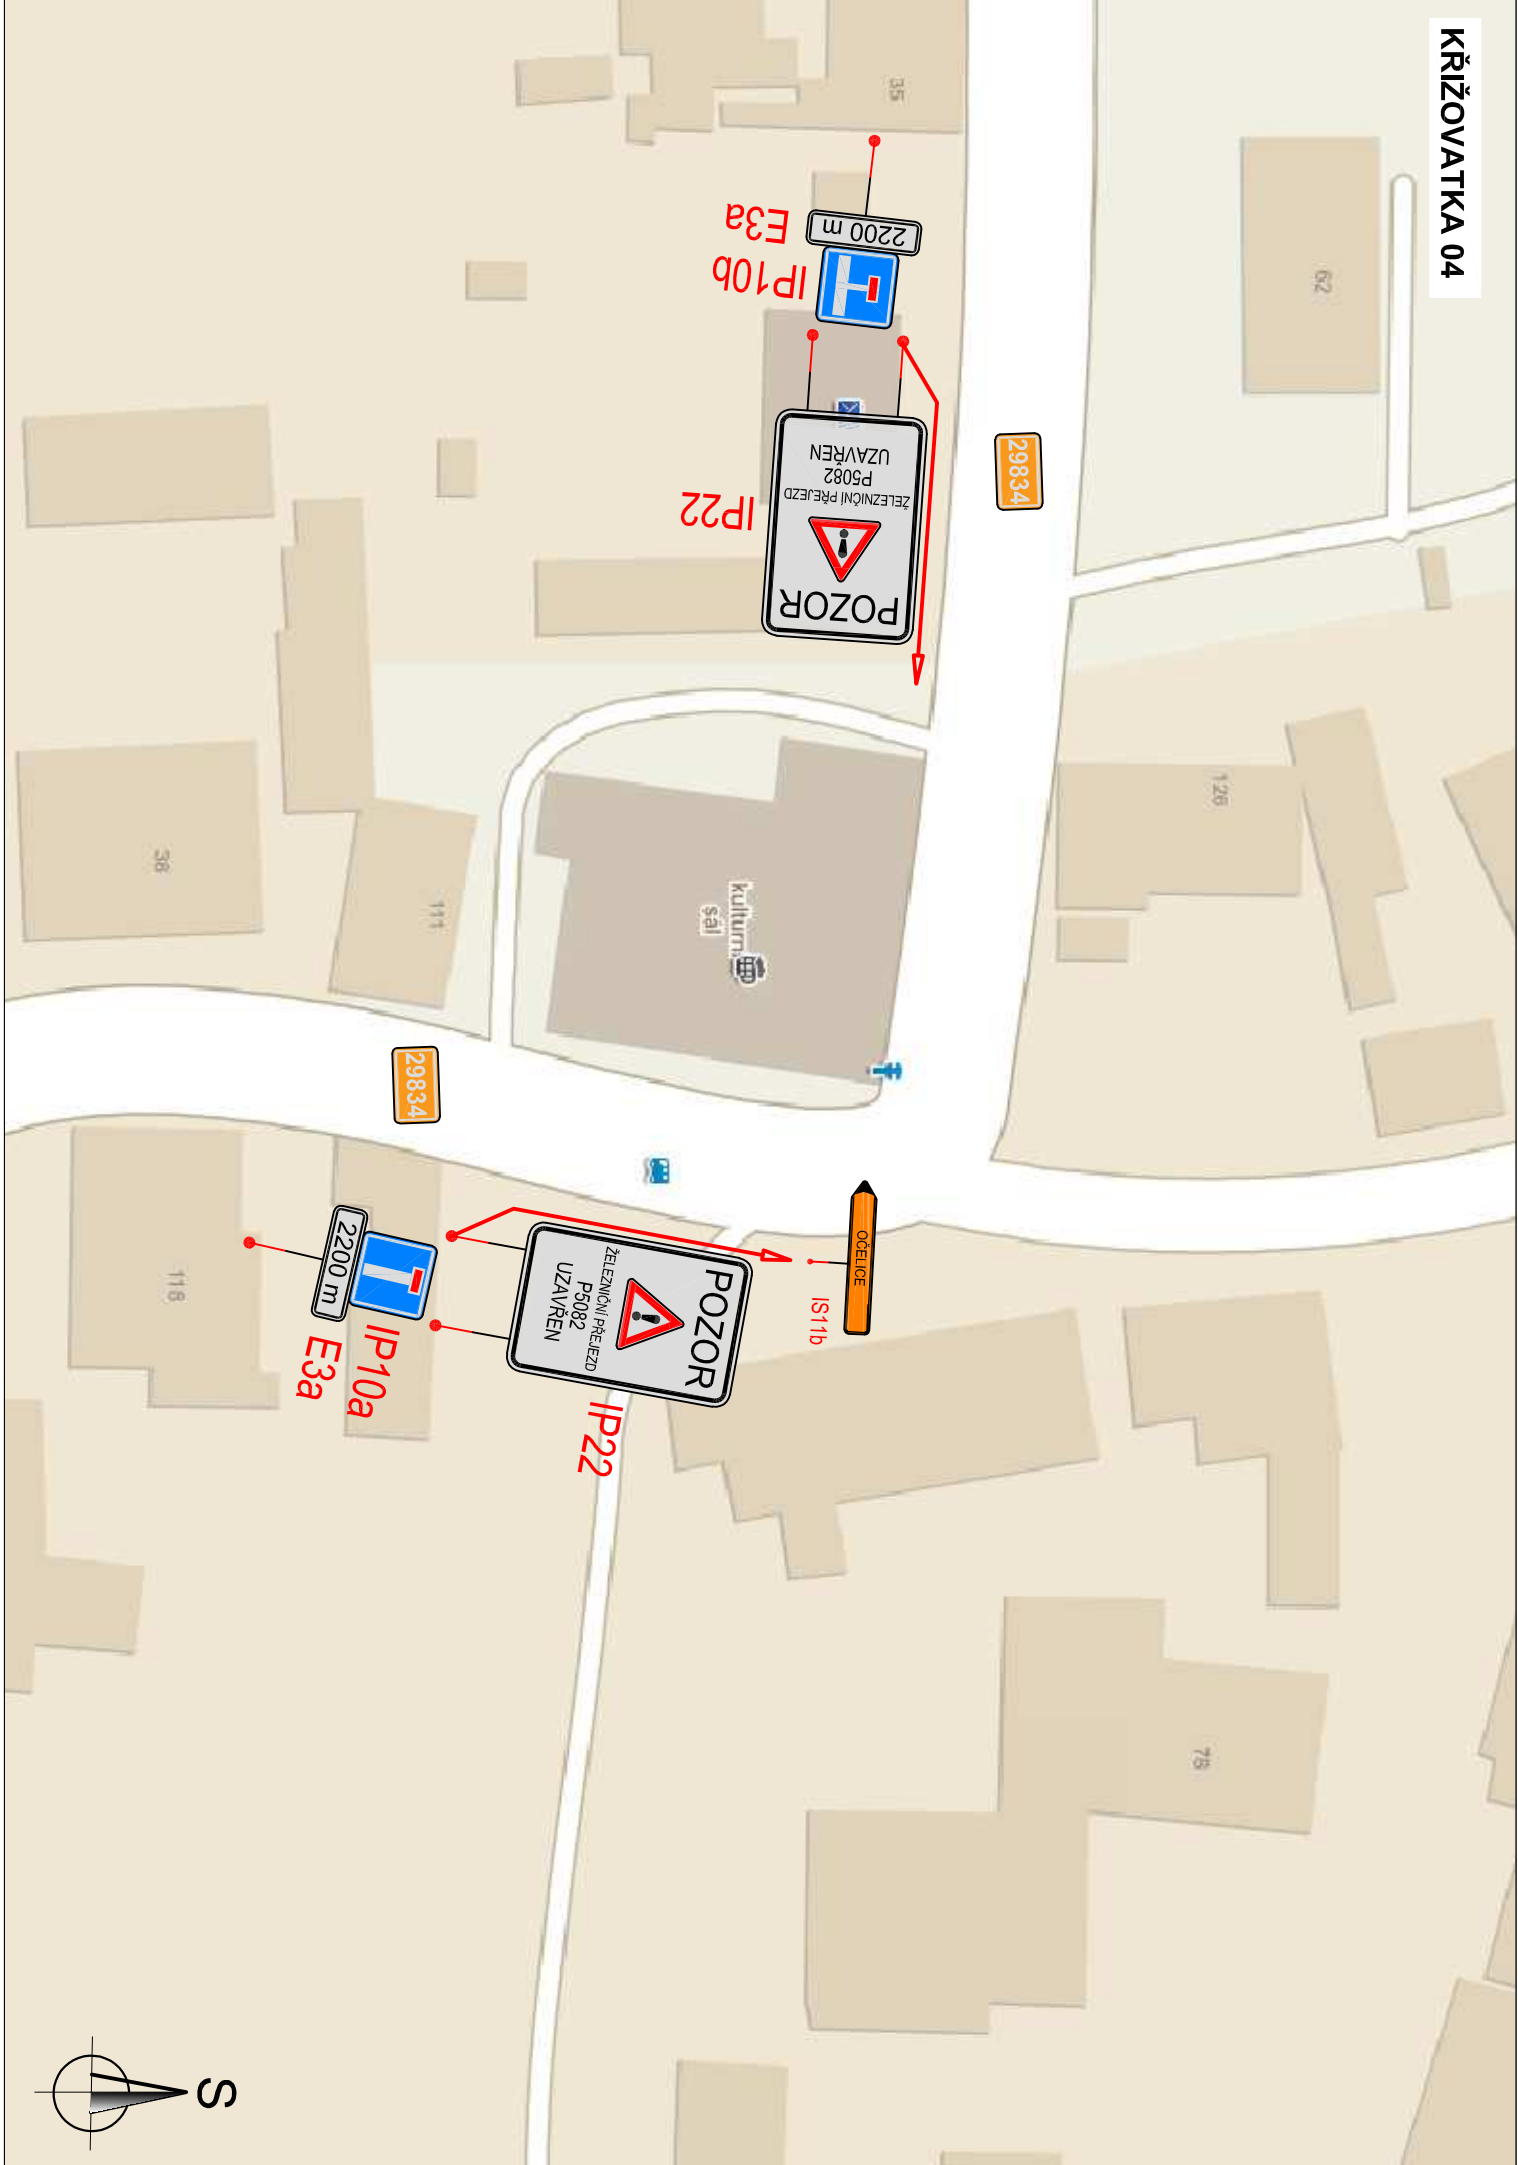 KŘIŽOVATKA 04
35
62
E3a
2200 m
IP10b
29834
IP22
POZOR
ŽELEZNIČNÍ PŘEJEZD
P5082
UZAVŘEN
126
38
111
kulturní
sál
29834
118
2200 m
E3a
IP10a
POZOR
ŽELEZNIČNÍ PŘEJEZD
P5082
UZAVŘEN
IP22
OČELICE
IS11b
75
S